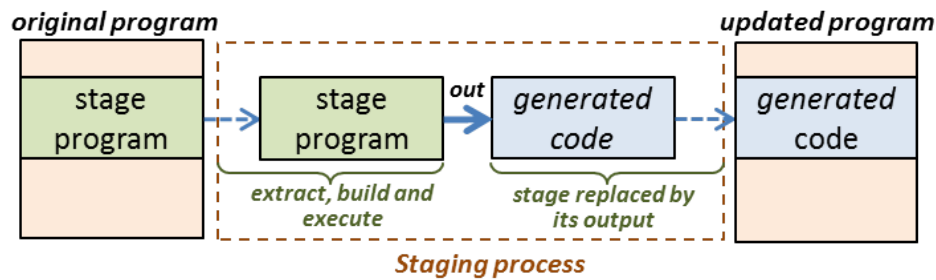 original program
updated program
stage
program
stage
program
out
generated
code
generated
code
extract, build and
execute
stage replaced by
its output
Staging process